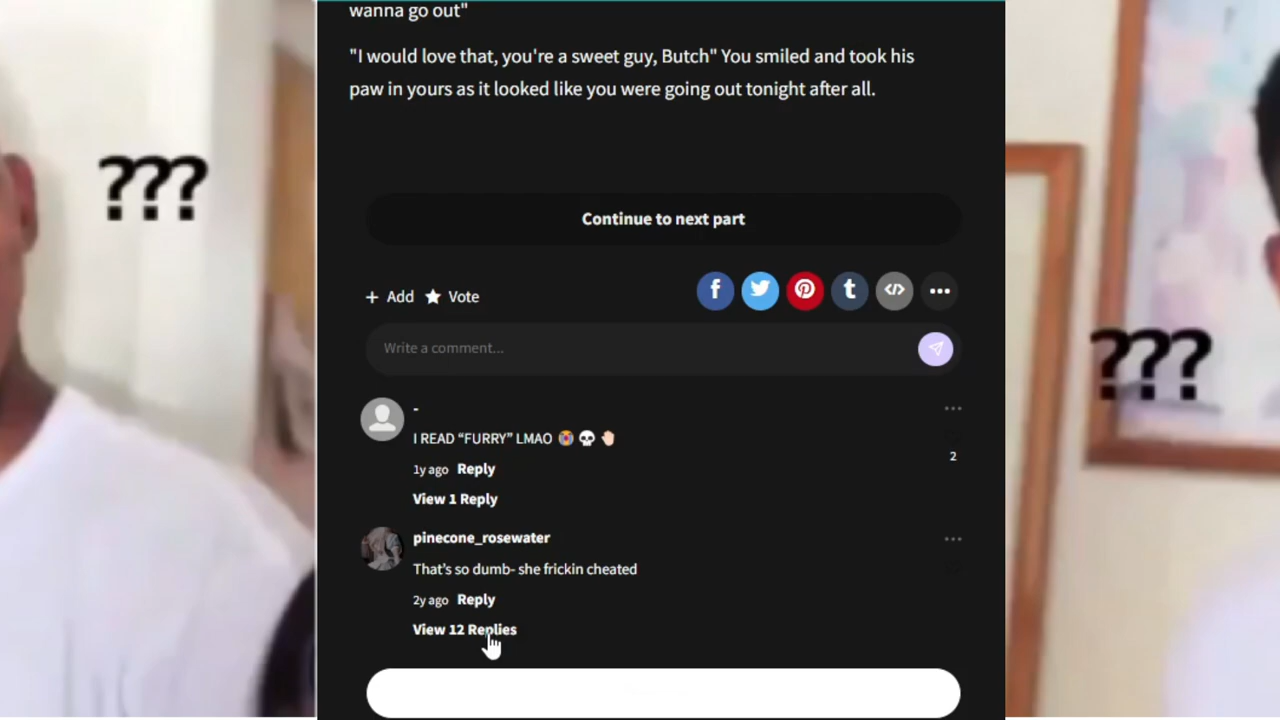 wanna go out"
"I would love that, you're a sweet guy, Butch" You smiled and took his
paw in yours as it looked like you were going out tonight after all.
???
Continue to next part
+ Add ★ Vote
Write a comment...
???
-
I READ “FURRY” LMAO 😭 💀 🤚🏻
2
1y ago Reply
View 1 Reply
pinecone_rosewater
That’s so dumb- she frickin cheated
2y ago Reply
View 12 Replies